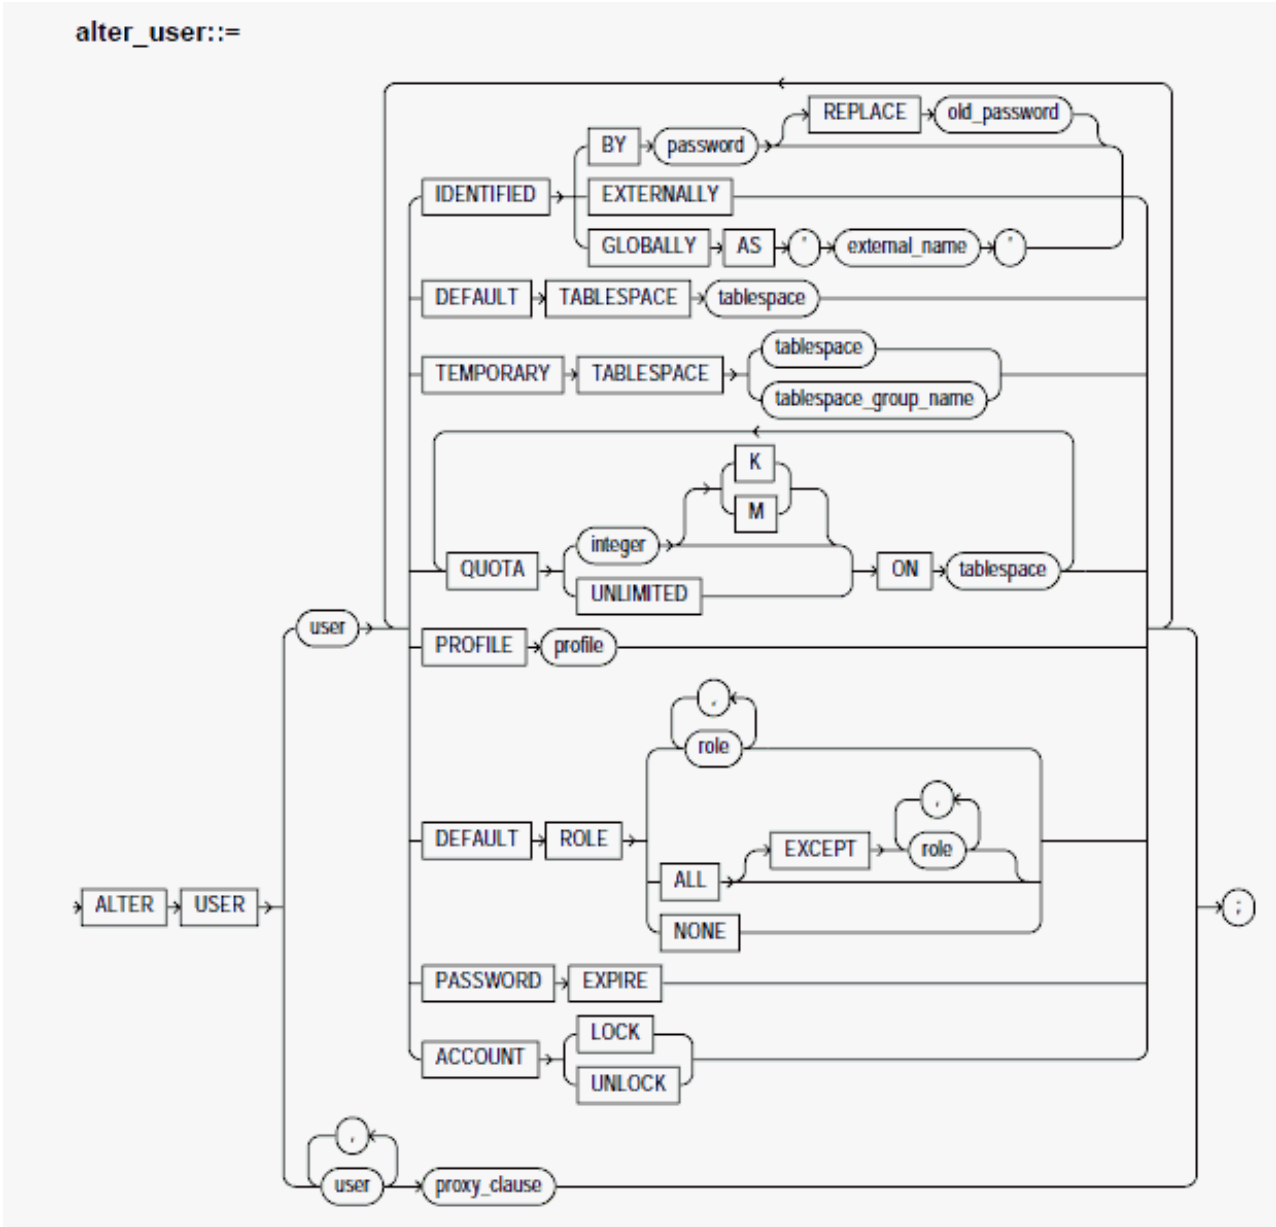 alter_user::=
REPLACE old_password
BY password
IDENTIFIED EXTERNALLY
GLOBALLY AS ' external_name '
DEFAULT TABLESPACE tablespace
tablespace
TEMPORARY TABLESPACE
tablespace_group_name
K
M
integer
QUOTA ON tablespace
UNLIMITED
user
PROFILE profile
,
role
,
DEFAULT ROLE EXCEPT role
ALL
ALTER USER ;
NONE
PASSWORD EXPIRE
LOCK
ACCOUNT
UNLOCK
,
user proxy_clause